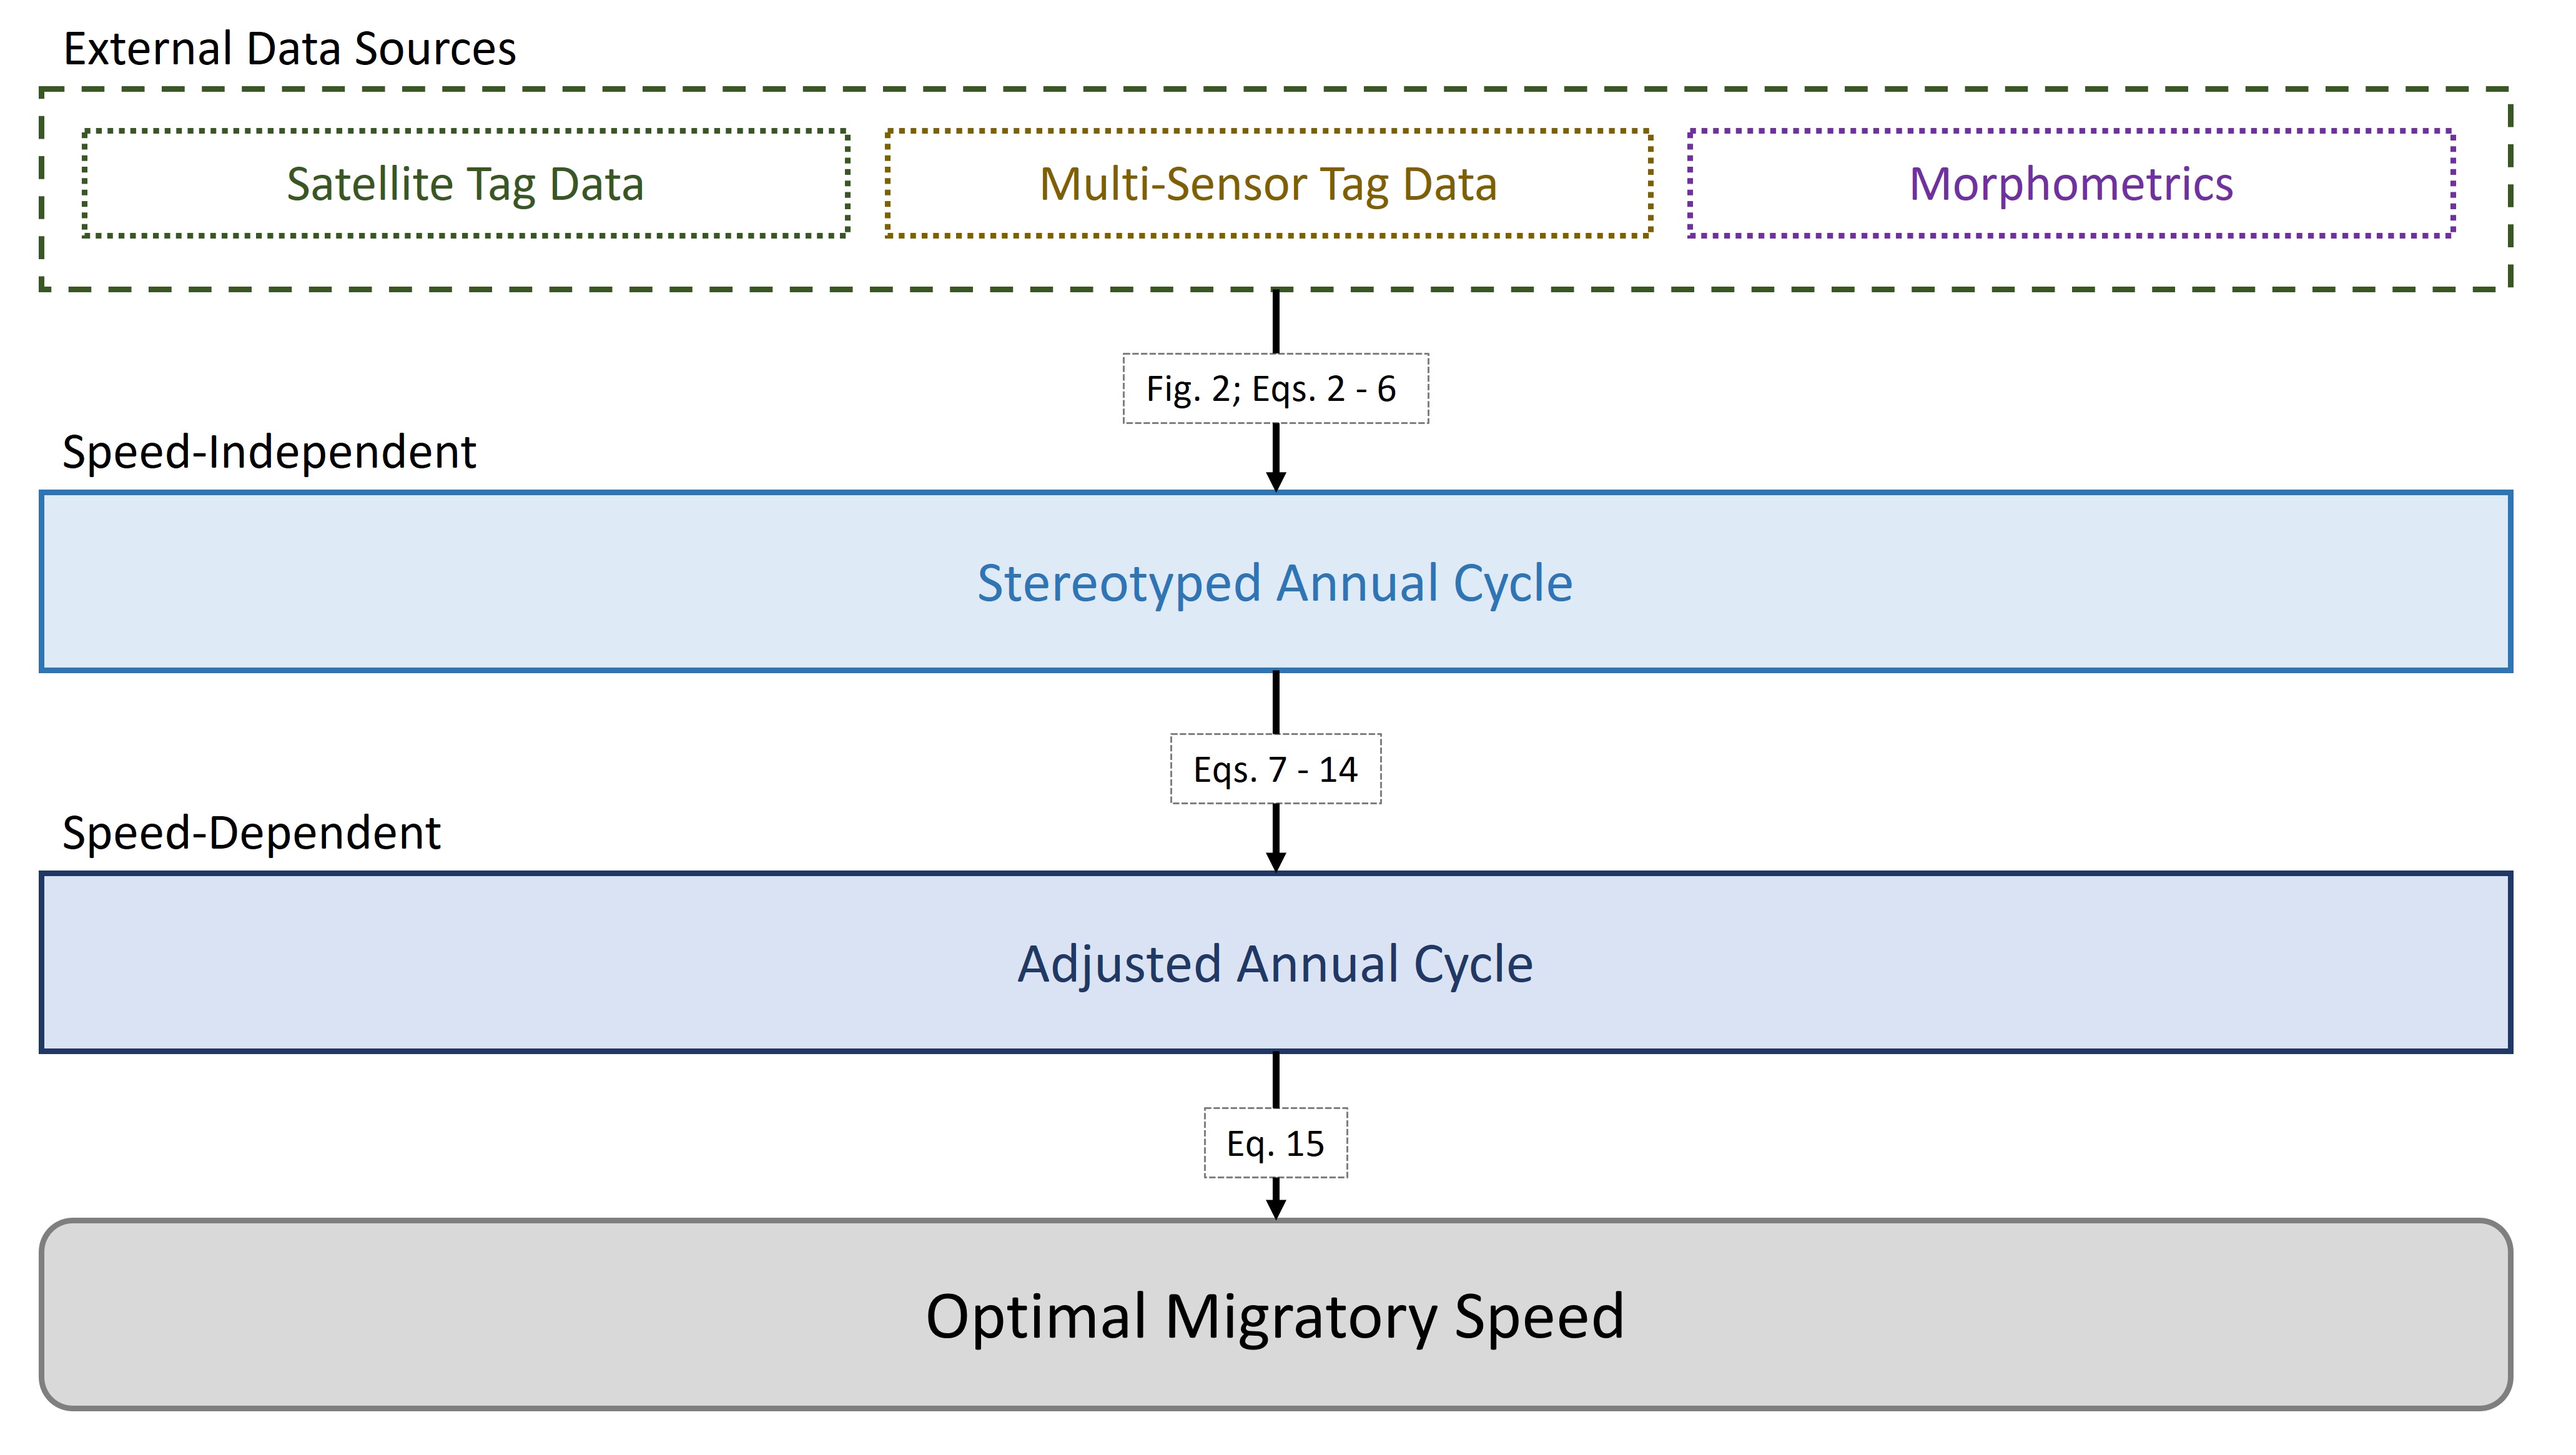 External Data Sources
Satellite Tag Data
Multi-Sensor Tag Data
Morphometrics
Fig. 2; Eqs. 2 - 6
Speed-Independent
Stereotyped Annual Cycle
Eqs. 7 - 14
Speed-Dependent
Adjusted Annual Cycle
Eq. 15
Optimal Migratory Speed